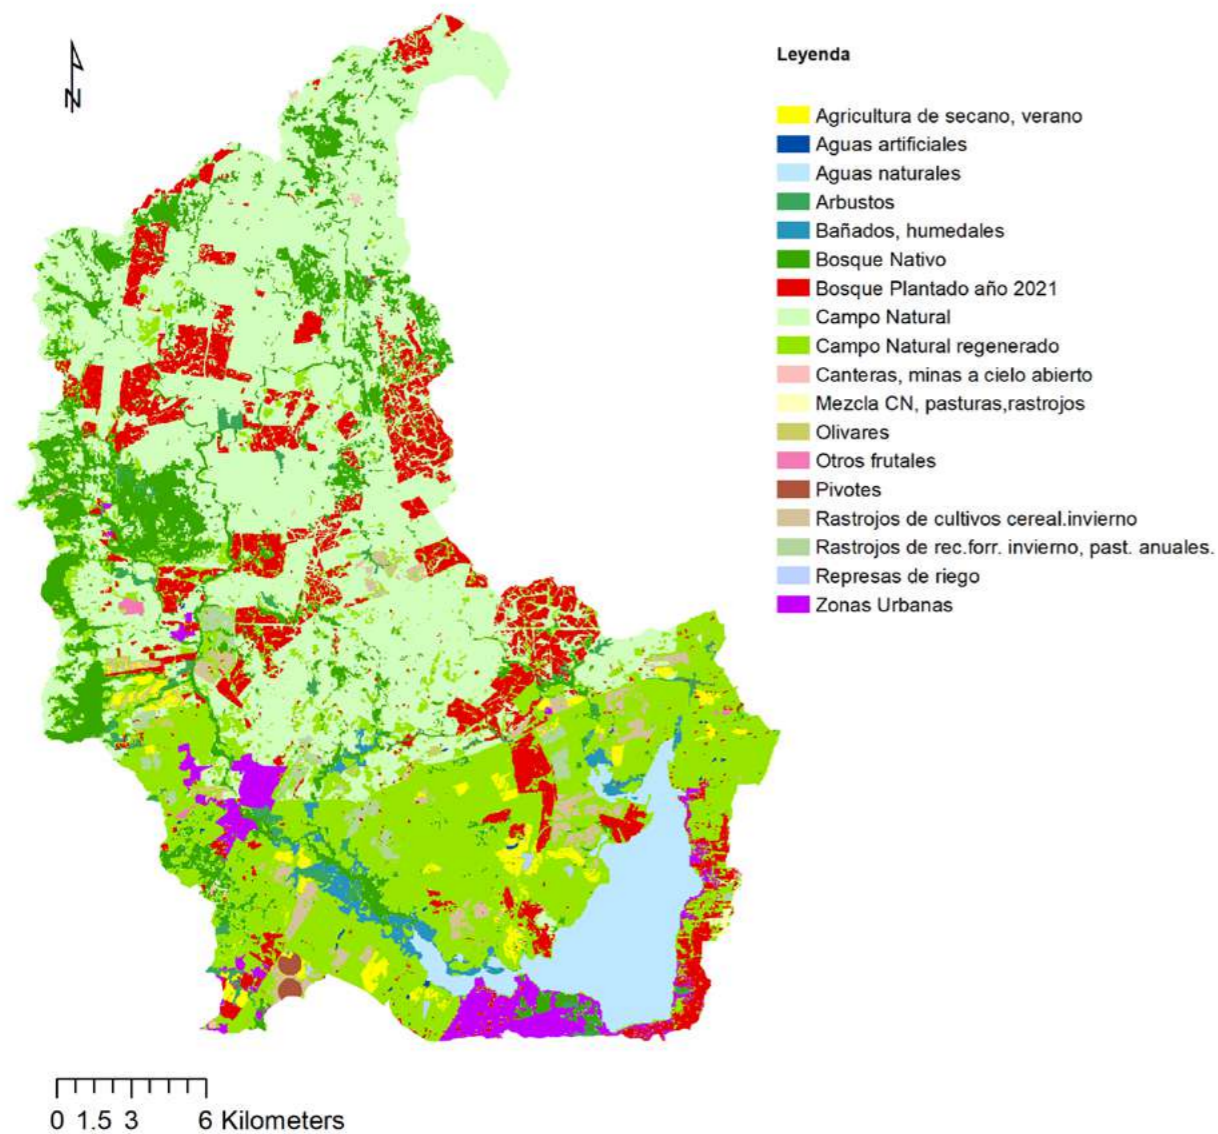 N
Leyenda
Agricultura de secano, verano
Aguas artificiales
Aguas naturales
Arbustos
Bañados, humedales
Bosque Nativo
Bosque Plantado año 2021
Campo Natural
Campo Natural regenerado
Canteras, minas a cielo abierto
Mezcla CN, pasturas,rastrojos
Olivares
Otros frutales
Pivotes
Rastrojos de cultivos cereal.invierno
Rastrojos de rec.forr. invierno, past. anuales.
Represas de riego
Zonas Urbanas
0 1.5 3 6 Kilometers